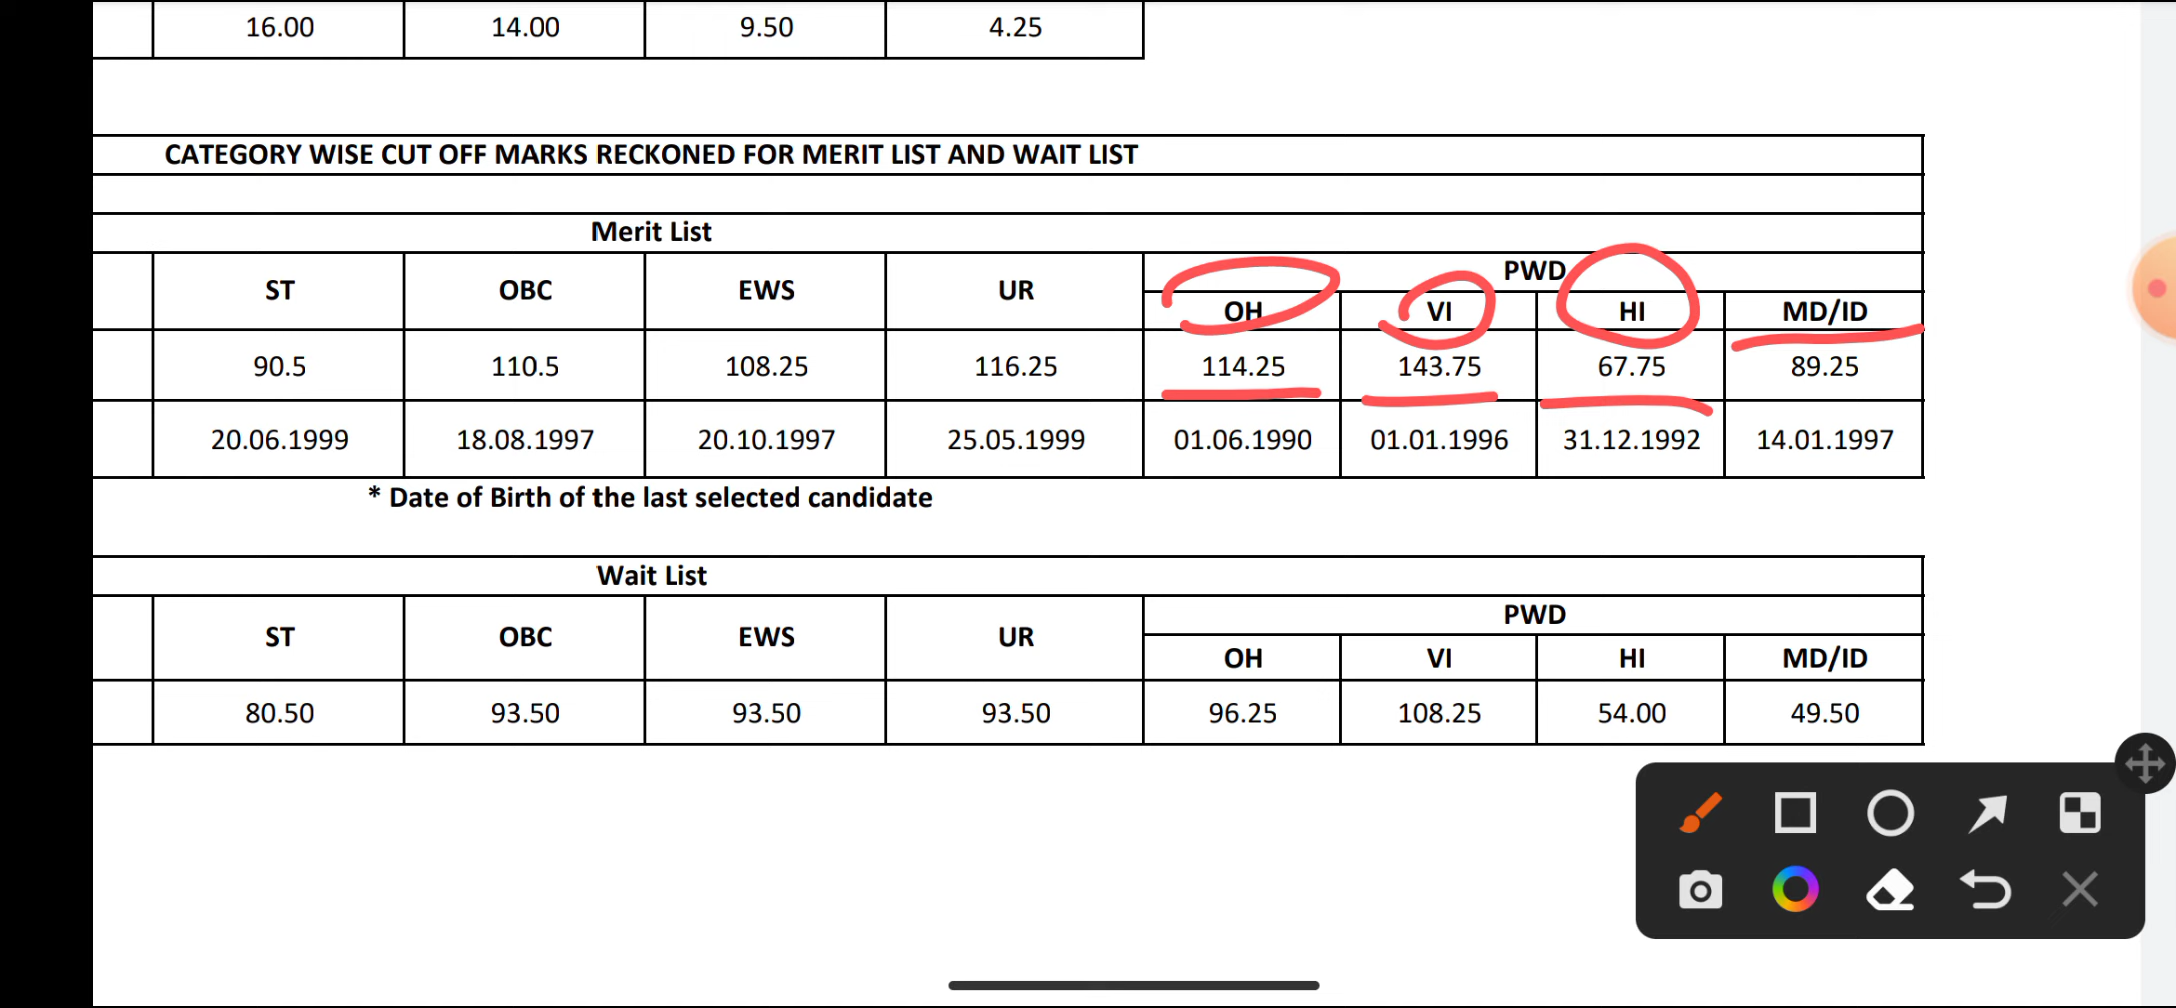 16.00 14.00 9.50 4.25
CATEGORY WISE CUT OFF MARKS RECKONED FOR MERIT LIST AND WAIT LIST
Merit List
ST OBC EWS UR PWD
OH VI HI MD/ID
90.5 110.5 108.25 116.25 114.25 143.75 67.75 89.25
20.06.1999 18.08.1997 20.10.1997 25.05.1999 01.06.1990 01.01.1996 31.12.1992 14.01.1997
* Date of Birth of the last selected candidate
Wait List
ST OBC EWS UR PWD
OH VI HI MD/ID
80.50 93.50 93.50 93.50 96.25 108.25 54.00 49.50